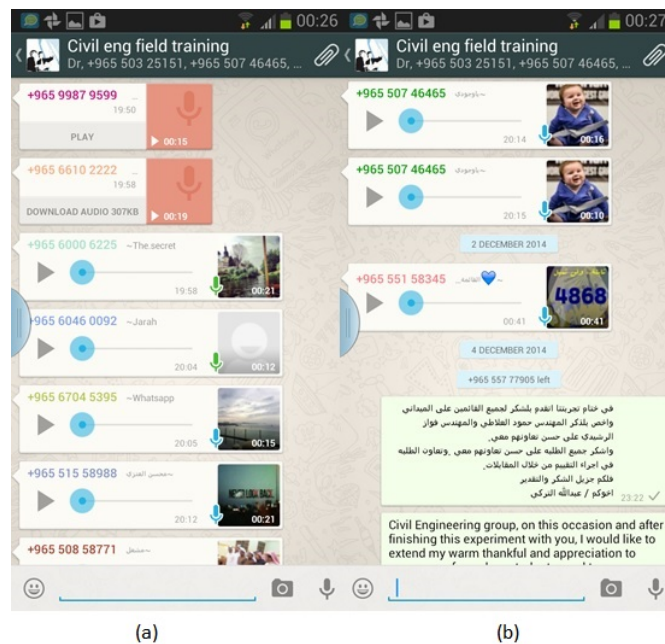 00:26
Civil eng field training
Dr, +965 503 25151, +965 507 46465, ...
+965 9987 9599 ...
19:50
PLAY
00:15
+965 6610 2222 ...
19:58
DOWNLOAD AUDIO 307KB
00:19
+965 6000 6225 ~The.secret
19:58
00:21
+965 6046 0092 ~Jarah
20:04
00:12
+965 6704 5395 ~Whatsapp
20:05
00:15
+965 515 58988 ~محسن العنزي
20:12
00:21
+965 508 58771 ~مشعل
(a)
00:27
Civil eng field training
Dr, +965 503 25151, +965 507 46465, ...
+965 507 46465
20:14
00:16
+965 507 46465
20:15
00:10
2 DECEMBER 2014
+965 551 58345
4868
00:41
00:41
4 DECEMBER 2014
+965 557 77905 left
في ختام تجربتنا اتقدم بلشكر لجميع القائمين على الميداني
واخص بلذكر المهندس حمود الفلاطي والمهندس فواز
الرشيدي على حسن تعاونهم معي.
واشكر جميع الطلبه على حسن تعاونهم معي .وتعاون الطلبه
في اجراء التقييم من خلال المقابلات.
فلكم جزيل الشكر والتقدير
اخوكم / عبدالله التركي
23:22
Civil Engineering group, on this occasion and after
finishing this experiment with you, I would like to
extend my warm thankful and appreciation to
(b)